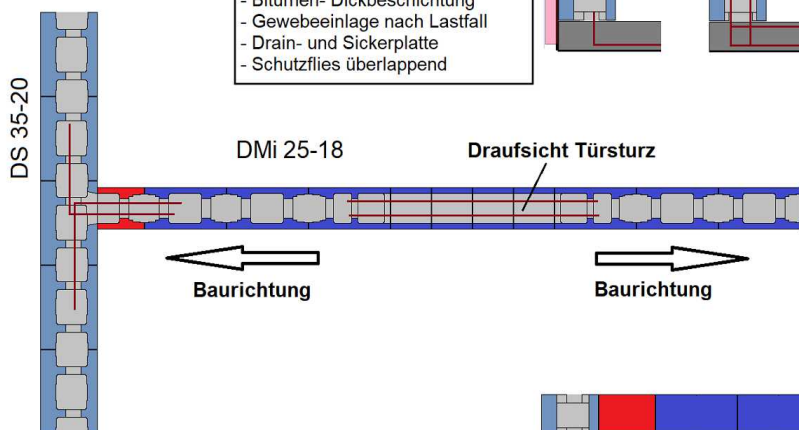 - Bitumen- Dickbeschichtung
- Gewebeeinlage nach Lastfall
- Drain- und Sickerplatte
- Schutzflies überlappend
DS 35-20
DMi 25-18
Draufsicht Türsturz
Baurichtung
Baurichtung